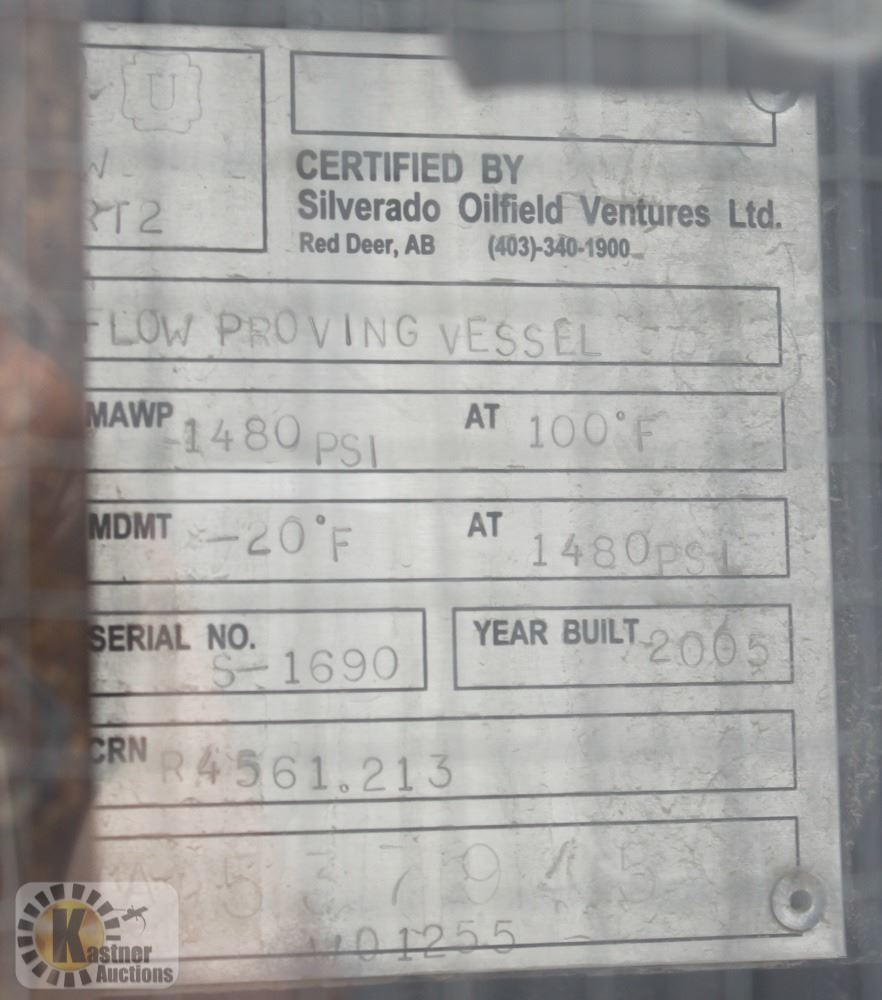 U
RT2
CERTIFIED BY
Silverado Oilfield Ventures Ltd.
Red Deer, AB (403)-340-1900
FLOW PROVING VESSEL
MAWP 1480 PSI AT 100°F
MDMT -20°F AT 1480 PSI
SERIAL NO. S-1690
YEAR BUILT 2005
CRN R4561.213
01255
Kastner
Auctions